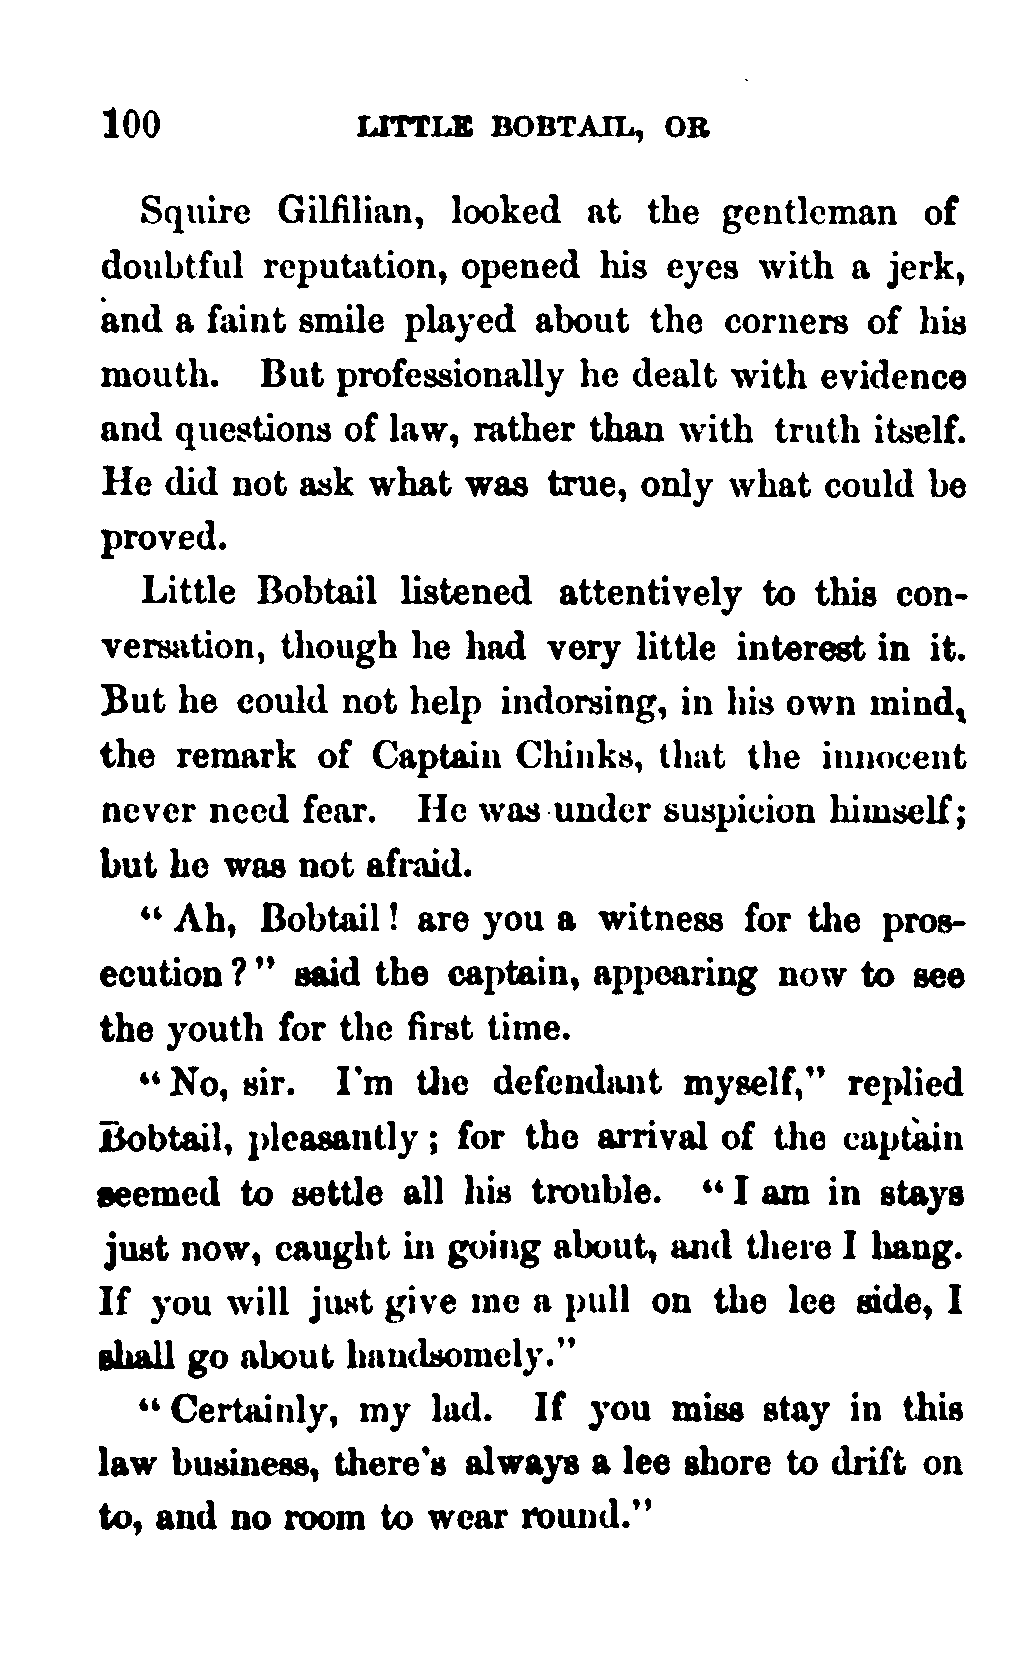 100 LITTLE BOBTAIL, OR
Squire Gilfilian, looked at the gentleman of
doubtful reputation, opened his eyes with a jerk,
and a faint smile played about the corners of his
mouth. But professionally he dealt with evidence
and questions of law, rather than with truth itself.
He did not ask what was true, only what could be
proved.
Little Bobtail listened attentively to this con-
versation, though he had very little interest in it.
But he could not help indorsing, in his own mind,
the remark of Captain Chinks, that the innocent
never need fear. He was under suspicion himself;
but he was not afraid.
“Ah, Bobtail! are you a witness for the pros-
ecution?” said the captain, appearing now to see
the youth for the first time.
“No, sir. I'm the defendant myself,” replied
Bobtail, pleasantly; for the arrival of the captain
seemed to settle all his trouble. “I am in stays
just now, caught in going about, and there I hang.
If you will just give me a pull on the lee side, I
shall go about handsomely.”
“Certainly, my lad. If you miss stay in this
law business, there's always a lee shore to drift on
to, and no room to wear round.”